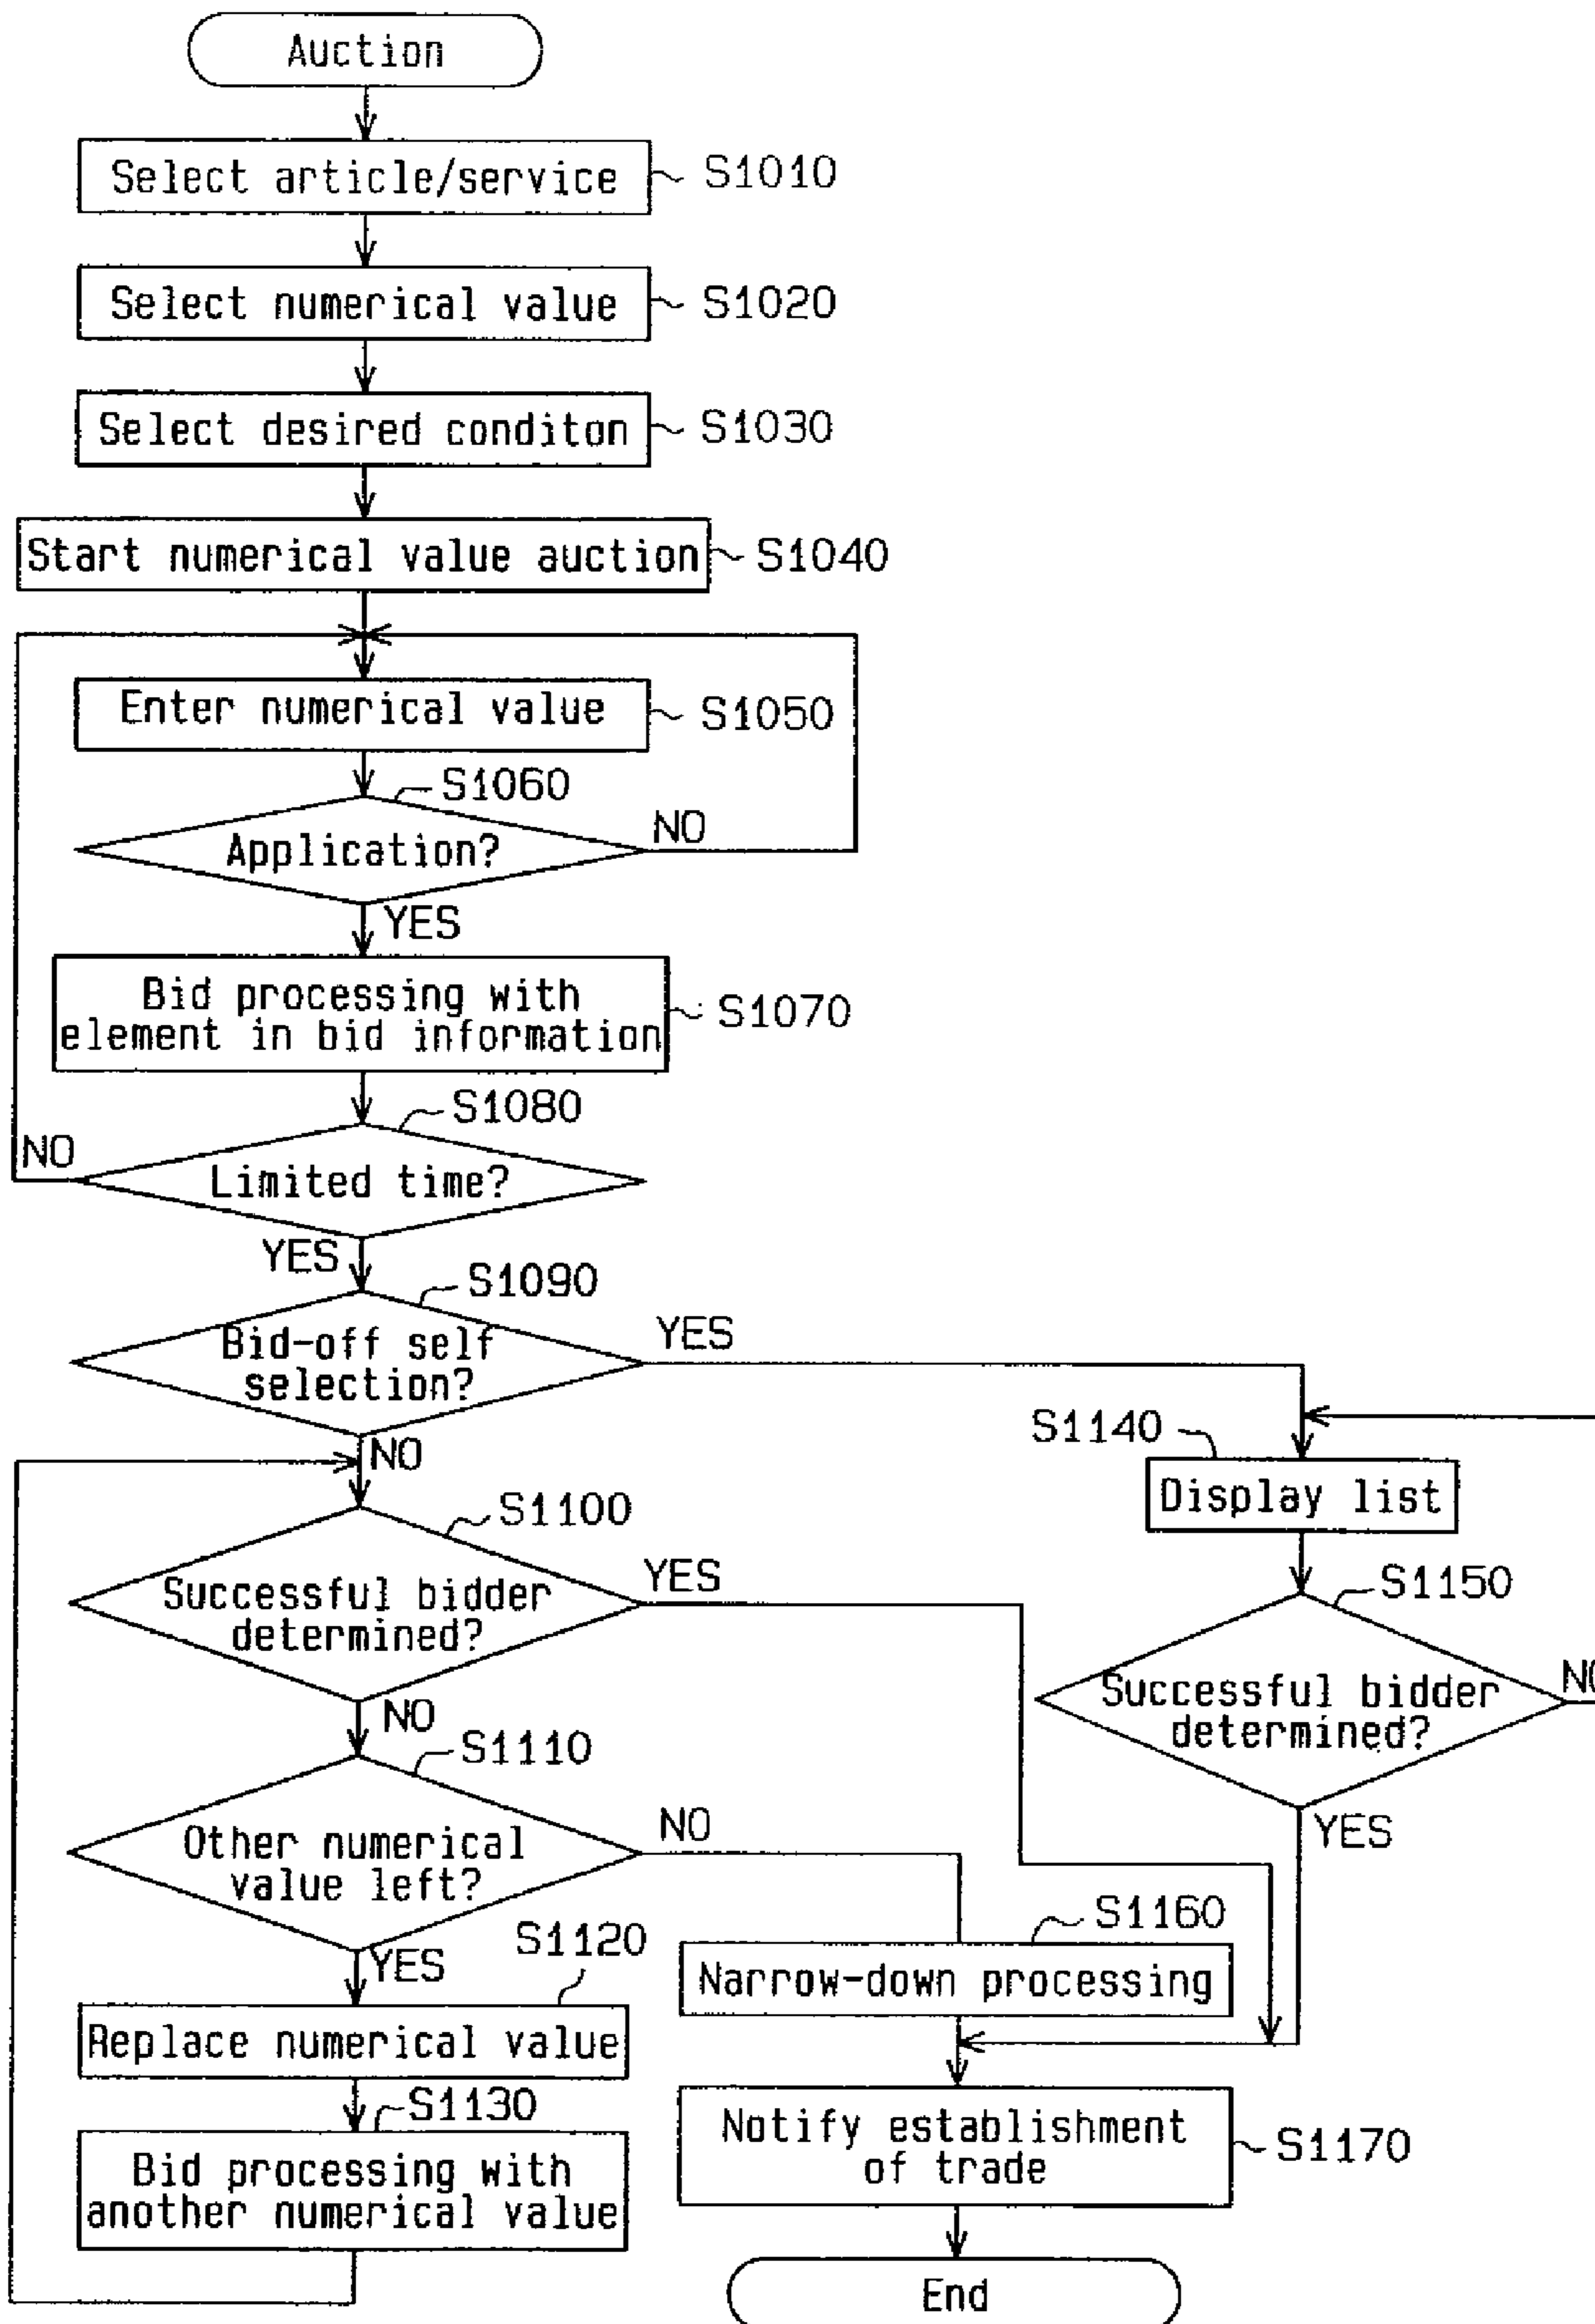 Auction
Select article/service
S1010
Select numerical value
S1020
Select desired conditon
S1030
Start numerical value auction
S1040
Enter numerical value
S1050
S1060
Application?
NO
YES
Bid processing with
element in bid information
S1070
S1080
NO
Limited time?
YES
S1090
Bid-off self
selection?
YES
NO
S1100
Successful bidder
determined?
YES
NO
S1110
Other numerical
value left?
NO
YES
S1120
Replace numerical value
S1130
Bid processing with
another numerical value
S1140
Display list
S1150
Successful bidder
determined?
NO
YES
S1160
Narrow-down processing
Notify establishment
of trade
S1170
End